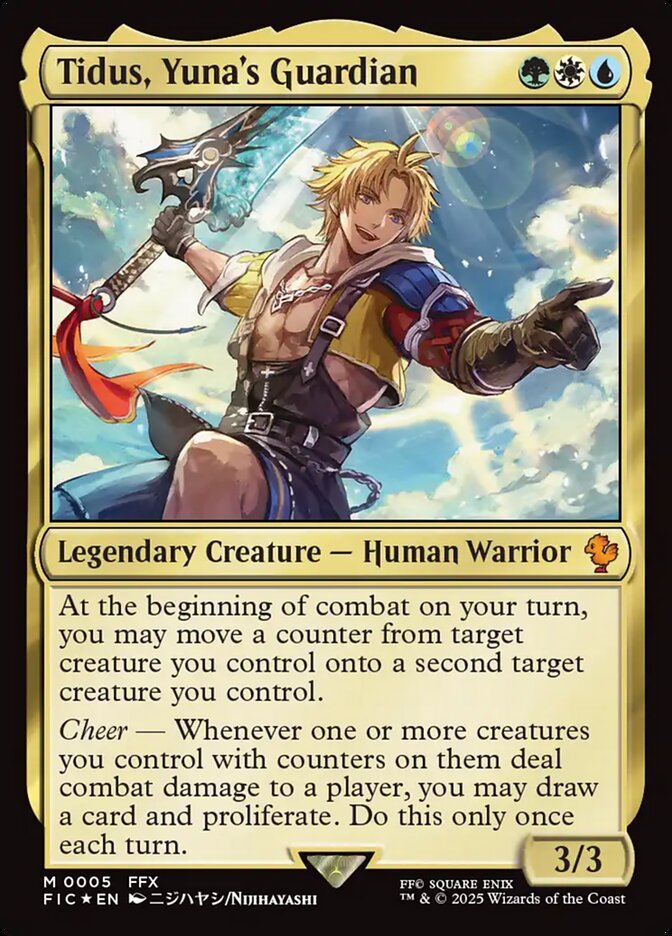 Tidus, Yuna's Guardian
Legendary Creature — Human Warrior
At the beginning of combat on your turn,
you may move a counter from target
creature you control onto a second target
creature you control.
Cheer — Whenever one or more creatures
you control with counters on them deal
combat damage to a player, you may draw
a card and proliferate. Do this only once
each turn.
3/3
M 0005 FFX
FIC★EN ニジハヤシ/Nijihayashi
FF© SQUARE ENIX
™ & © 2025 Wizards of the Coast